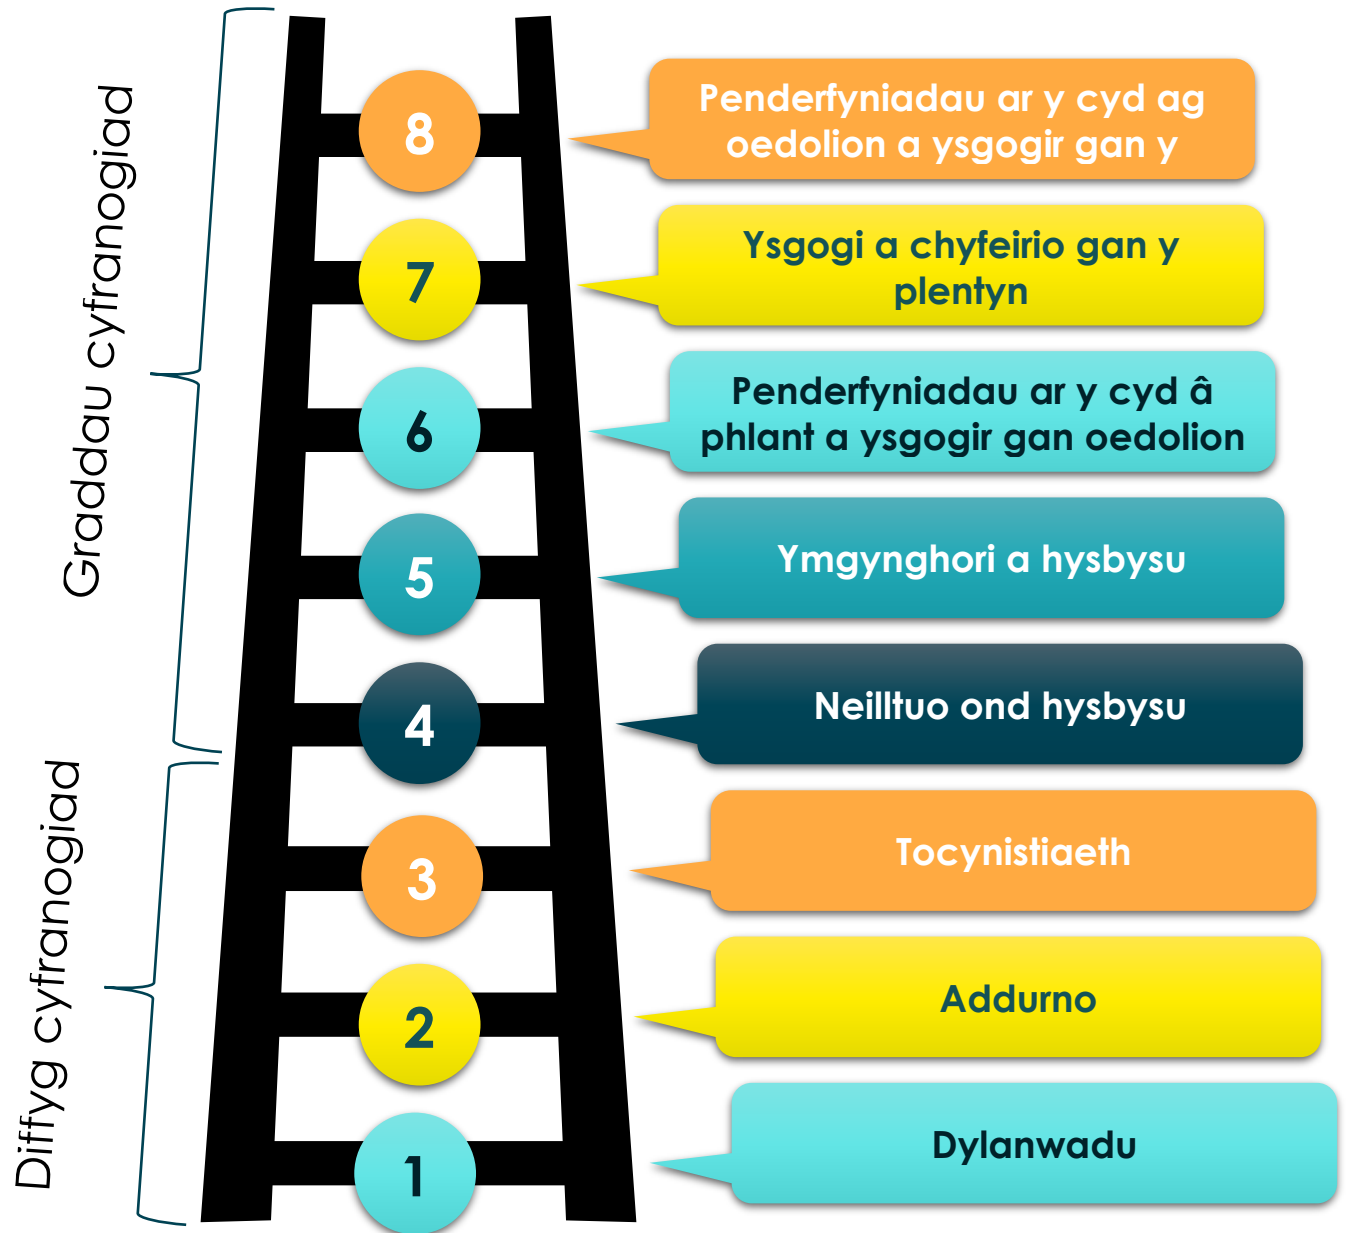 Graddau cyfranogiad
Diffyg cyfranogiad
8
Penderfyniadau ar y cyd ag
oedolion a ysgogir gan y
7
Ysgogi a chyfeirio gan y
plentyn
6
Penderfyniadau ar y cyd â
phlant a ysgogir gan oedolion
5
Ymgynghori a hysbysu
4
Neilltuo ond hysbysu
3
Tocynistiaeth
2
Addurno
1
Dylanwadu